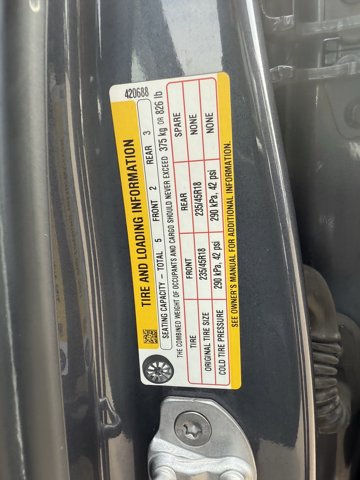 420688
TIRE AND LOADING INFORMATION
SEATING CAPACITY - TOTAL 5 FRONT 2 REAR 3
THE COMBINED WEIGHT OF OCCUPANTS AND CARGO SHOULD NEVER EXCEED 375 kg OR 826 lb
TIRE FRONT REAR SPARE
ORIGINAL TIRE SIZE 235/45R18 235/45R18 NONE
COLD TIRE PRESSURE 290 kPa, 42 psi 290 kPa, 42 psi NONE
SEE OWNER'S MANUAL FOR ADDITIONAL INFORMATION.